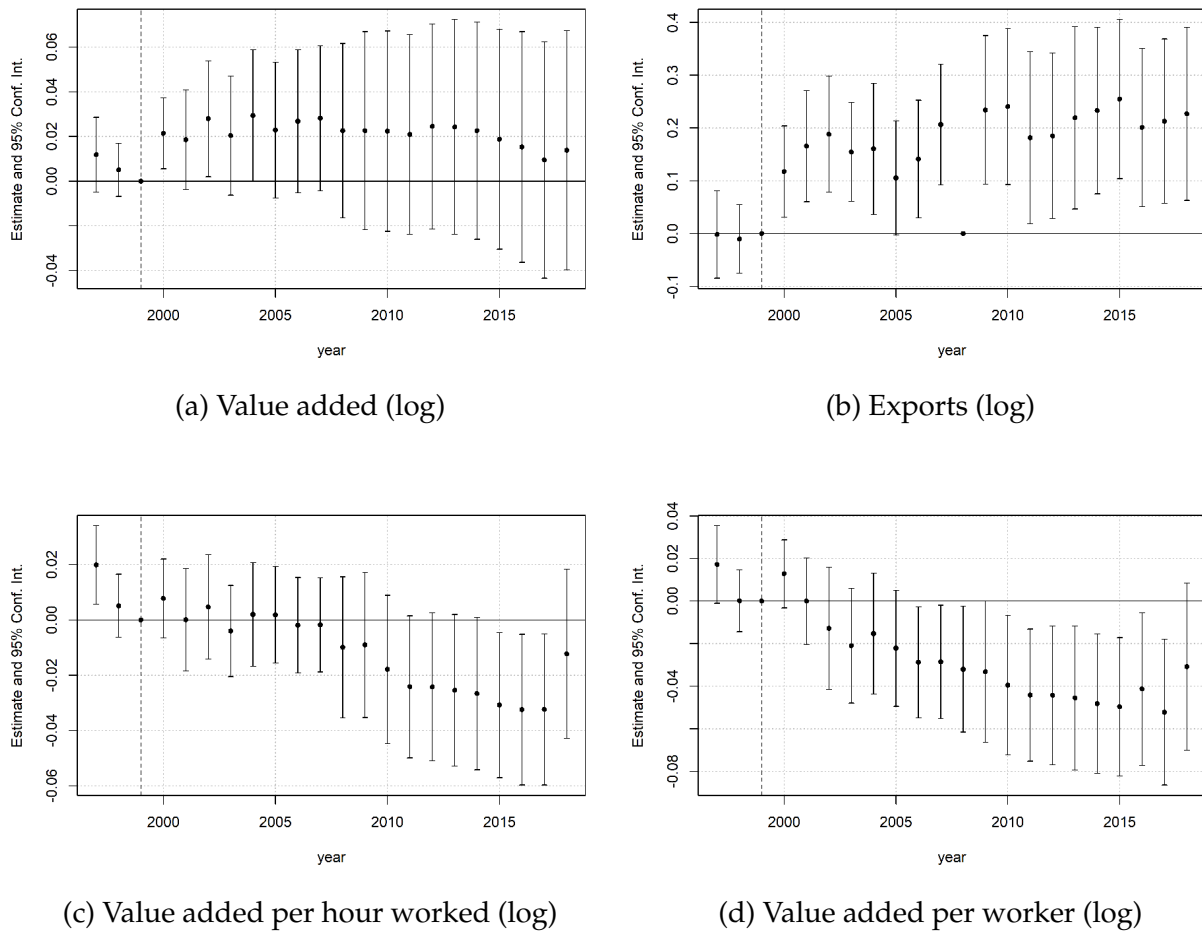 Estimate and 95% Conf. Int.
-0.04 0.00 0.02 0.04 0.06
2000 2005 2010 2015
year
(a) Value added (log)
Estimate and 95% Conf. Int.
-0.1 0.0 0.1 0.2 0.3 0.4
2000 2005 2010 2015
year
(b) Exports (log)
Estimate and 95% Conf. Int.
-0.06 -0.04 -0.02 0.00 0.02
2000 2005 2010 2015
year
(c) Value added per hour worked (log)
Estimate and 95% Conf. Int.
-0.08 -0.04 0.00 0.02 0.04
2000 2005 2010 2015
year
(d) Value added per worker (log)